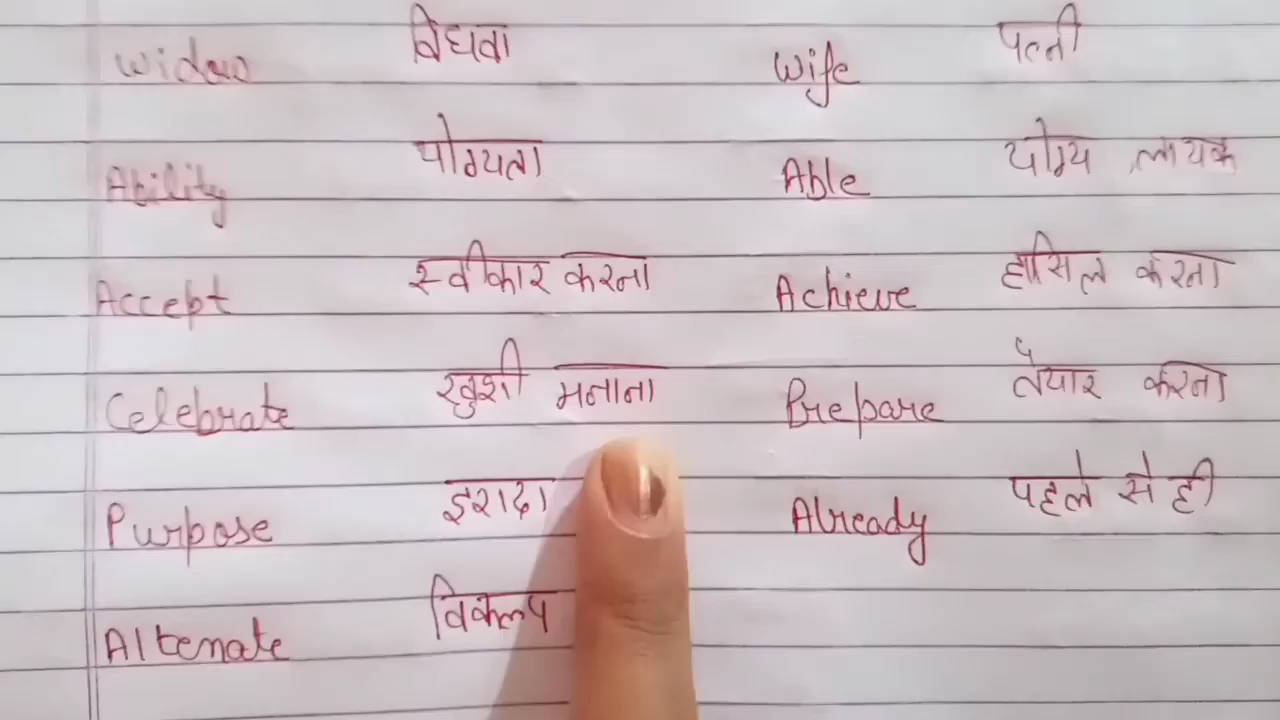 Widow विधवा Wife पत्नी
Ability योग्यता Able योग्य ,लायक
Accept स्वीकार करना Achieve हासिल करना
Celebrate खुशी मनाना Prepare तैयार करना
Purpose इरादा Already पहले से ही
Altenate विकल्प